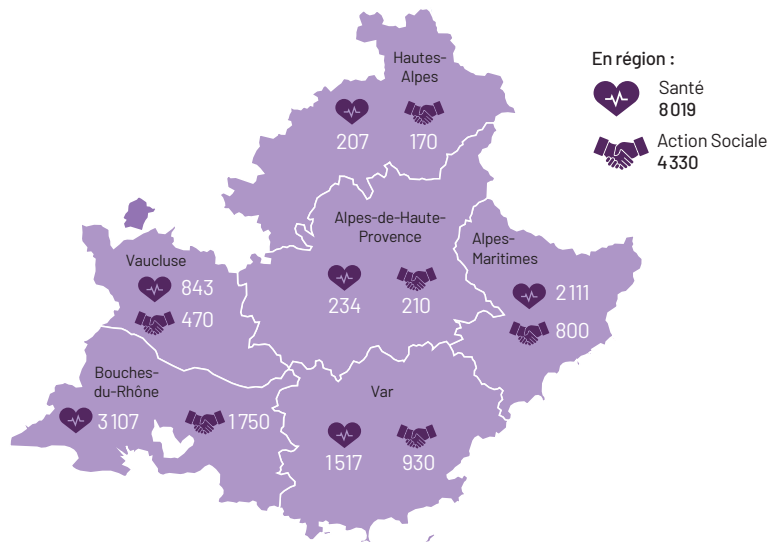 Hautes-
Alpes
207 170
En région :
Santé
8 019
Action Sociale
4 330
Alpes-de-Haute-
Provence
234 210
Alpes-
Maritimes
2 111
800
Vaucluse
843
470
Bouches-
du-Rhône
3 107 1 750
Var
1 517 930